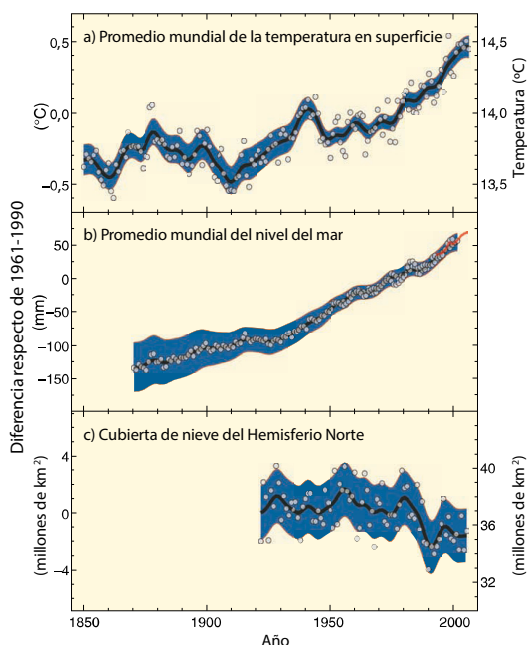 a) Promedio mundial de la temperatura en superficie
0,5
0,0
−0,5
(°C)
14,5
14,0
13,5
Temperatura (ºC)
b) Promedio mundial del nivel del mar
50
0
−50
−100
−150
Diferencia respecto de 1961-1990
(mm)
c) Cubierta de nieve del Hemisferio Norte
4
0
−4
(millones de km²)
40
36
32
(millones de km²)
1850
1900
1950
2000
Año